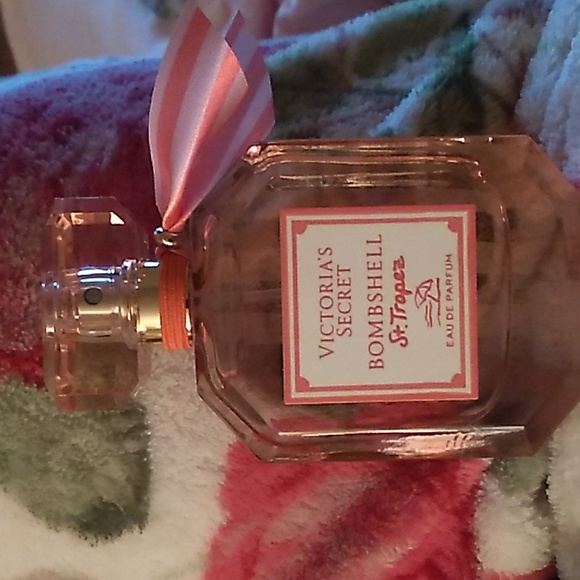 VICTORIA'S
SECRET
BOMBSHELL
St. Tropez
EAU DE PARFUM